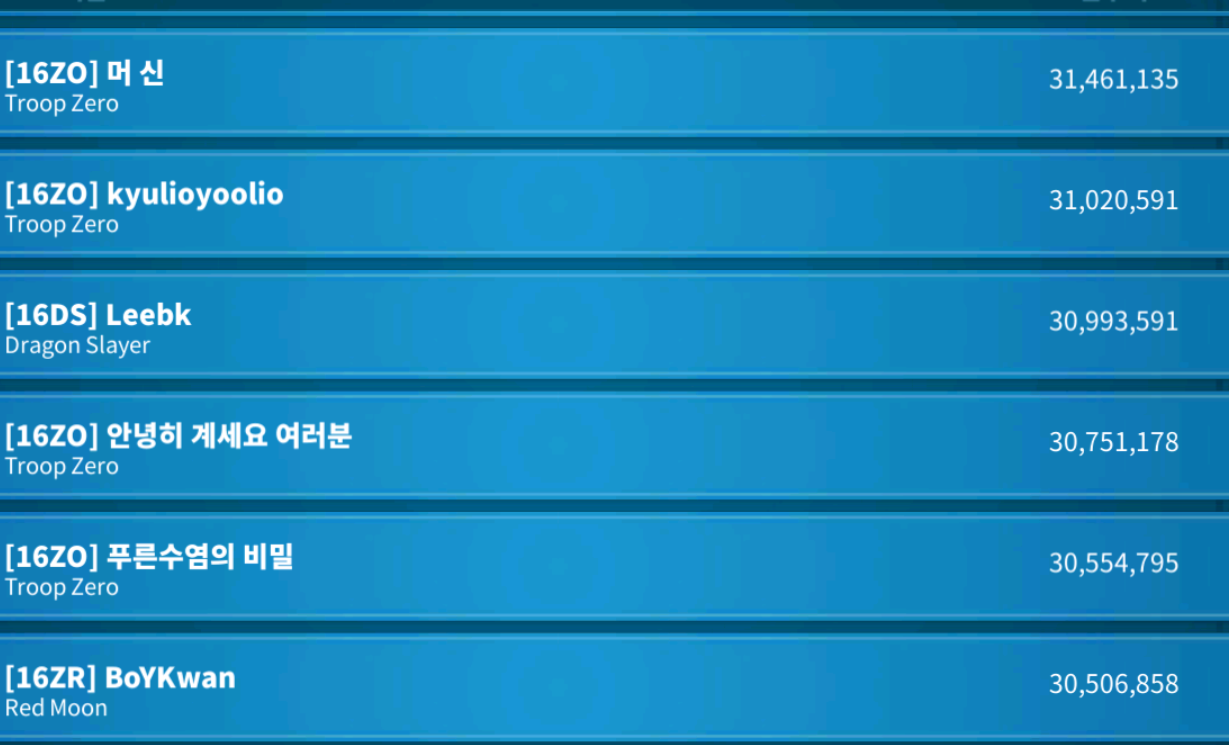 [16ZO] 머 신
31,461,135
Troop Zero
[16ZO] kyulioyoolio
31,020,591
Troop Zero
[16DS] Leebk
30,993,591
Dragon Slayer
[16ZO] 안녕히 계세요 여러분
30,751,178
Troop Zero
[16ZO] 푸른수염의 비밀
30,554,795
Troop Zero
[16ZR] BoYKwan
30,506,858
Red Moon